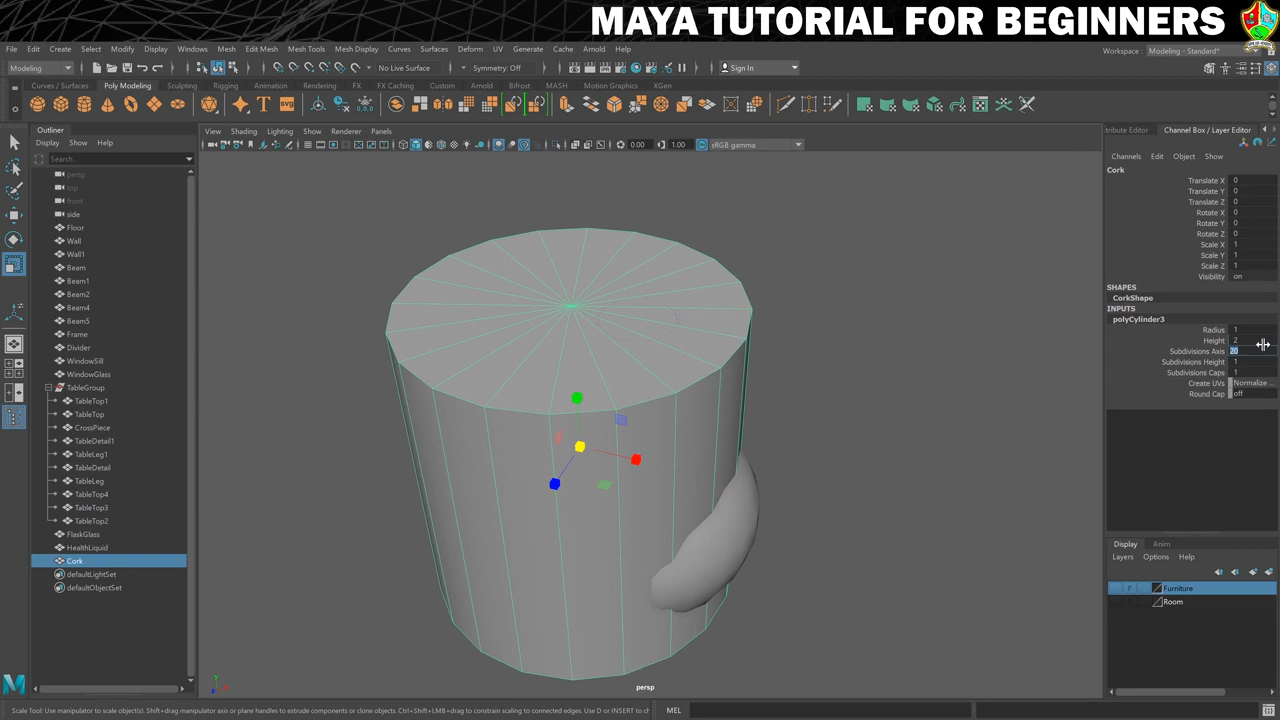 MAYA TUTORIAL FOR BEGINNERS
File Edit Create Select Modify Display Windows Mesh Edit Mesh Mesh Tools Mesh Display Curves Surfaces Deform UV Generate Cache Arnold Help
Workspace : Modeling - Standard*
Modeling No Live Surface Symmetry: Off Sign In
Curves / Surfaces Poly Modeling Sculpting Rigging Animation Rendering FX FX Caching Custom Arnold Bifrost MASH Motion Graphics XGen
Outliner
Display Show Help
Search...
persp
top
front
side
Floor
Wall
Wall1
Beam
Beam1
Beam2
Beam4
Beam5
Frame
Divider
WindowSill
WindowGlass
TableGroup
TableTop1
TableTop
CrossPiece
TableDetail1
TableLeg1
TableDetail
TableLeg
TableTop4
TableTop3
TableTop2
FlaskGlass
HealthLiquid
Cork
defaultLightSet
defaultObjectSet
View Shading Lighting Show Renderer Panels
0.00 1.00 sRGB gamma
persp
tribute Editor Channel Box / Layer Editor
Channels Edit Object Show
Cork
Translate X 0
Translate Y 0
Translate Z 0
Rotate X 0
Rotate Y 0
Rotate Z 0
Scale X 1
Scale Y 1
Scale Z 1
Visibility on
SHAPES
CorkShape
INPUTS
polyCylinder3
Radius 1
Height 2
Subdivisions Axis 20
Subdivisions Height 1
Subdivisions Caps 1
Create UVs Normalize ...
Round Cap off
Display Anim
Layers Options Help
P Furniture
Room
Scale Tool: Use manipulator to scale object(s). Shift+drag manipulator axis or plane handles to extrude components or clone objects. Ctrl+Shift+LMB+drag to constrain scaling to connected edges. Use D or INSERT to ch
MEL